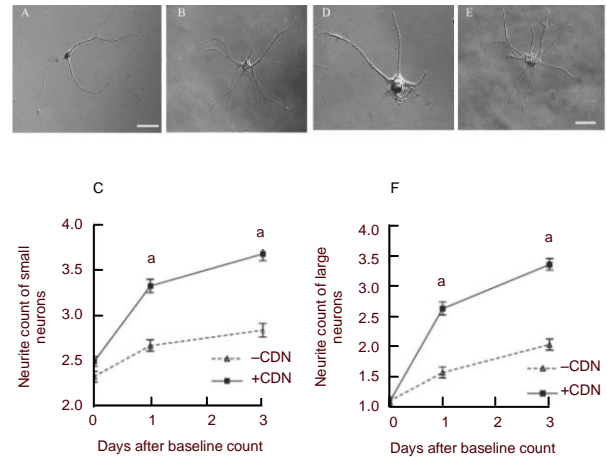 A
B
D
E
C
Neurite count of small
neurons
4.0
3.5
3.0
2.5
2.0
a
a
–CDN
+CDN
0
1
2
3
Days after baseline count
F
Neurite count of large
neurons
4.0
3.5
3.0
2.5
2.0
1.5
1.0
a
a
–CDN
+CDN
0
1
2
3
Days after baseline count